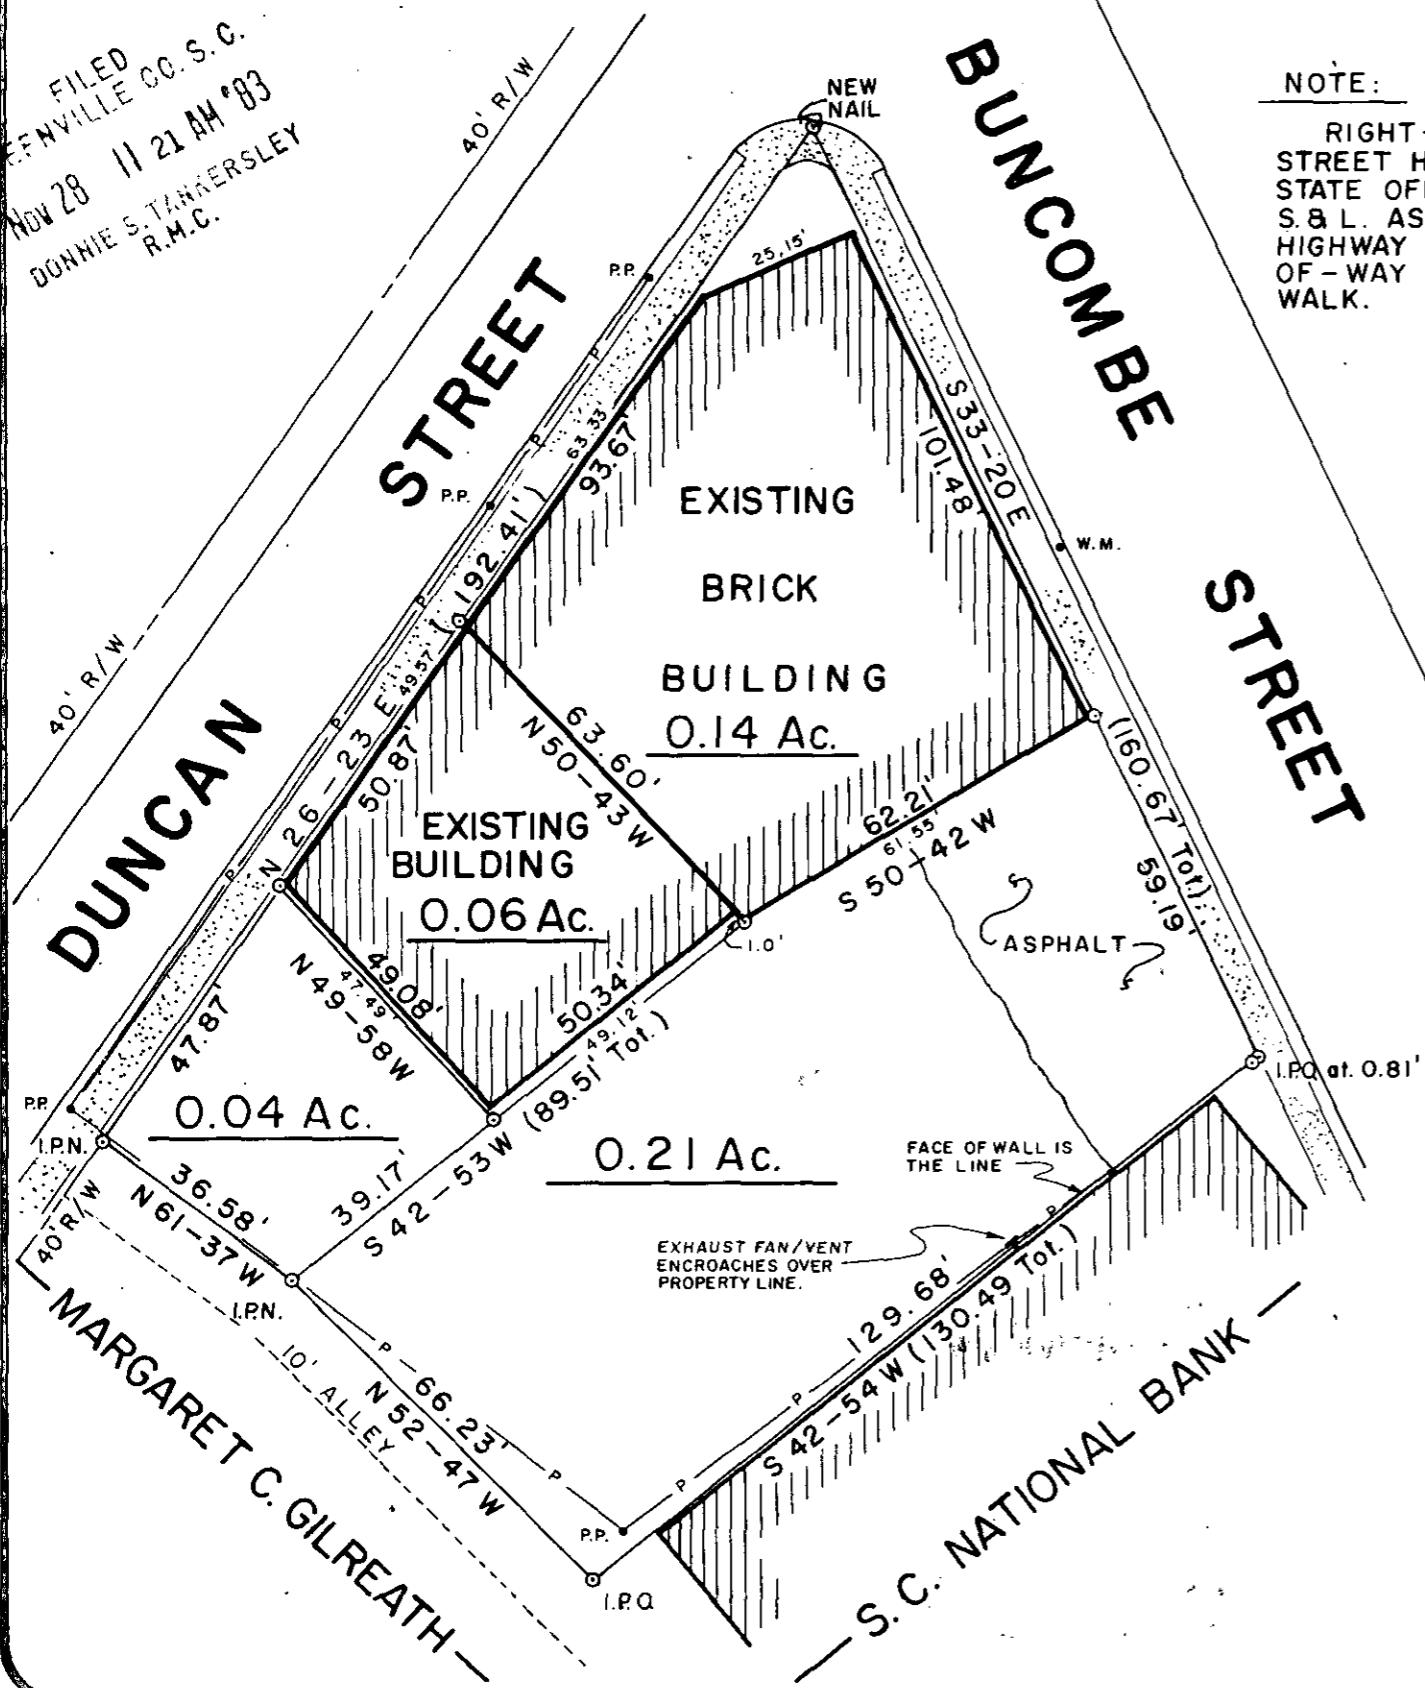 FILED
EENVILLE CO. S. C.
NOV 28 11 21 AM '83
DONNIE S. TANKERSLEY
R.M.C.
40' R/W
NEW
NAIL
BUNCOMBE
STREET
NOTE:
RIGHT-
STREET H
STATE OF
S. & L. AS
HIGHWAY
OF-WAY
WALK.
DUNCAN
STREET
40' R/W
P.P.
P.P.
P
P
P
P
P
25.15'
63.33'
93.67'
(192.41')
N 26-23 E
49.57'
50.87'
S 33-20 E
101.48'
W.M.
EXISTING
BRICK
BUILDING
0.14 Ac.
63.60'
N 50-43 W
EXISTING
BUILDING
0.06 Ac.
62.21'
61.55'
S 50-42 W
(160.67' Tot.)
59.19'
ASPHALT
1.0'
49.08'
47.49'
N 49-58 W
50.34'
49.12'
S 42-53 W (89.51' Tot.)
39.17'
47.87'
0.04 Ac.
0.21 Ac.
P.P.
I.P.N.
40' R/W
36.58'
N 61-37 W
I.P.N.
I.P.O. at 0.81'
FACE OF WALL IS
THE LINE
EXHAUST FAN/VENT
ENCROACHES OVER
PROPERTY LINE.
129.68'
S 42-54 W (130.49 Tot.)
P
P
P
P
P
10' ALLEY
66.23'
N 52-47 W
P.P.
I.P.O.
MARGARET C. GILREATH
S.C. NATIONAL BANK